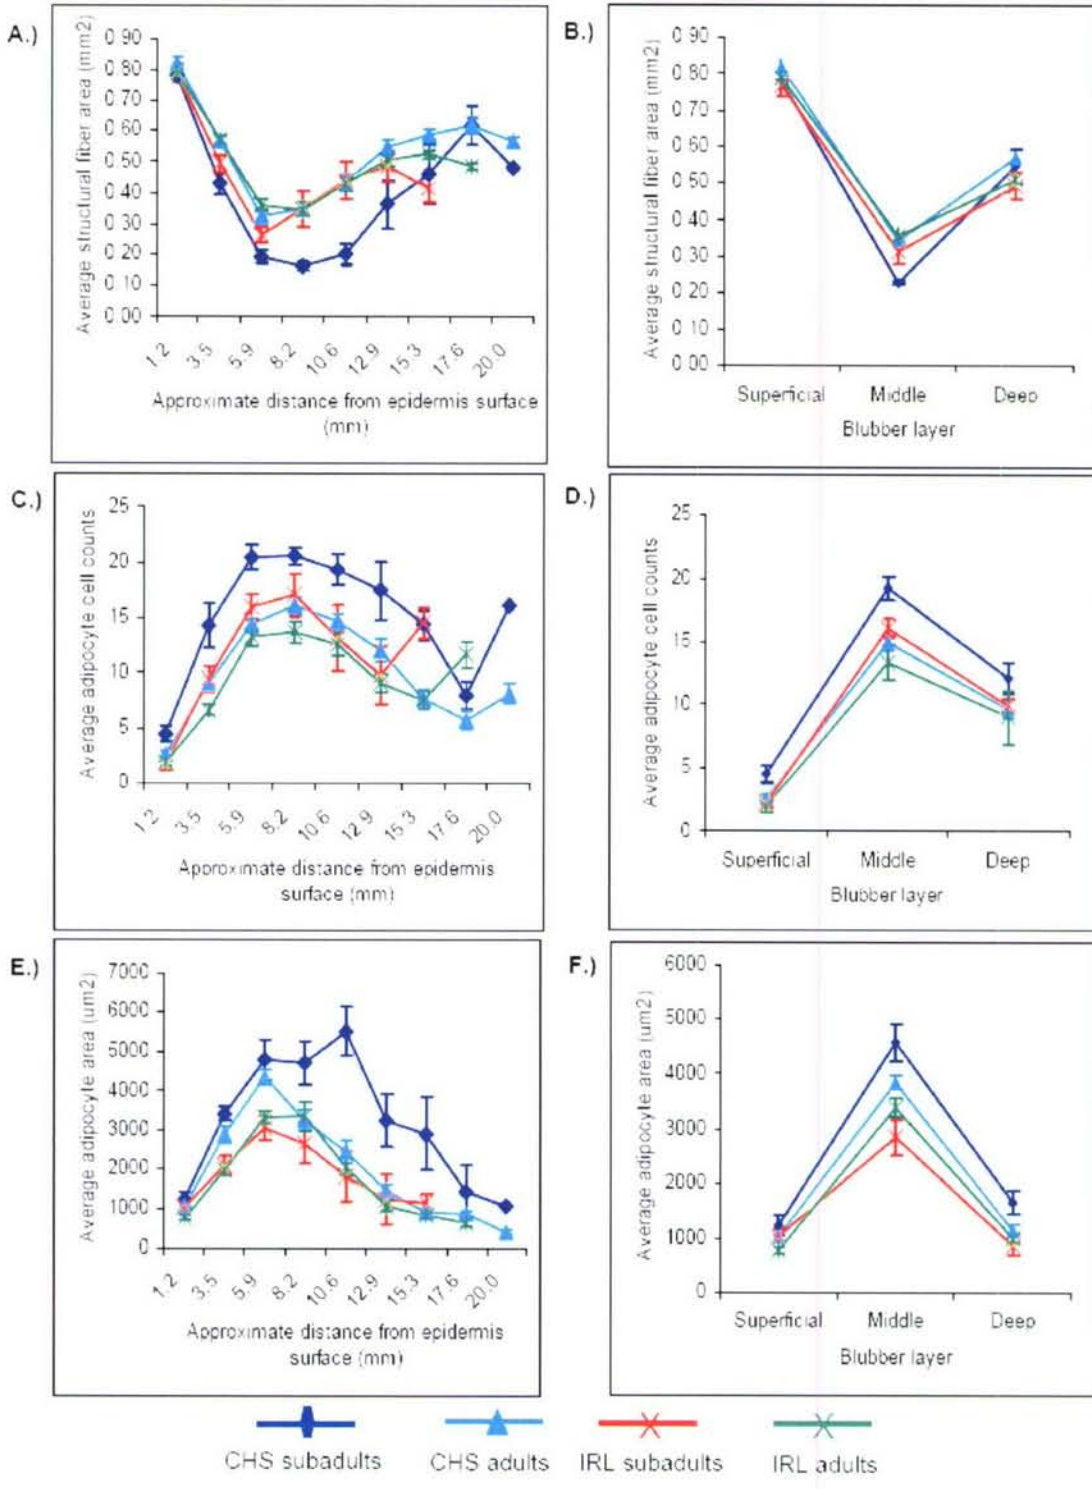 A.)
Average structural fiber area (mm2)
0.90
0.80
0.70
0.60
0.50
0.40
0.30
0.20
0.10
0.00
1.2 3.5 5.9 8.2 10.6 12.9 15.3 17.6 20.0
Approximate distance from epidermis surface
(mm)
B.)
Average structural fiber area (mm2)
0.90
0.80
0.70
0.60
0.50
0.40
0.30
0.20
0.10
0.00
Superficial Middle Deep
Blubber layer
C.)
Average adipocyte cell counts
25
20
15
10
5
0
1.2 3.5 5.9 8.2 10.6 12.9 15.3 17.6 20.0
Approximate distance from epidermis
surface (mm)
D.)
Average adipocyte cell counts
25
20
15
10
5
0
Superficial Middle Deep
Blubber layer
E.)
Average adipocyte area (um2)
7000
6000
5000
4000
3000
2000
1000
0
1.2 3.5 5.9 8.2 10.6 12.9 15.3 17.6 20.0
Approximate distance from epidermis
surface (mm)
F.)
Average adipocyte area (um2)
6000
5000
4000
3000
2000
1000
0
Superficial Middle Deep
Blubber layer
CHS subadults CHS adults IRL subadults IRL adults